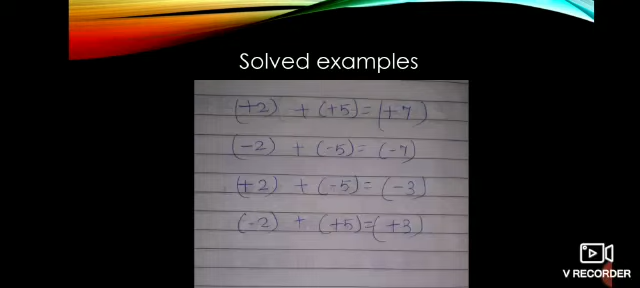 Solved examples
(+2) + (+5) = (+7)
(-2) + (-5) = (-7)
(+2) + (-5) = (-3)
(-2) + (+5) = (+3)
V RECORDER